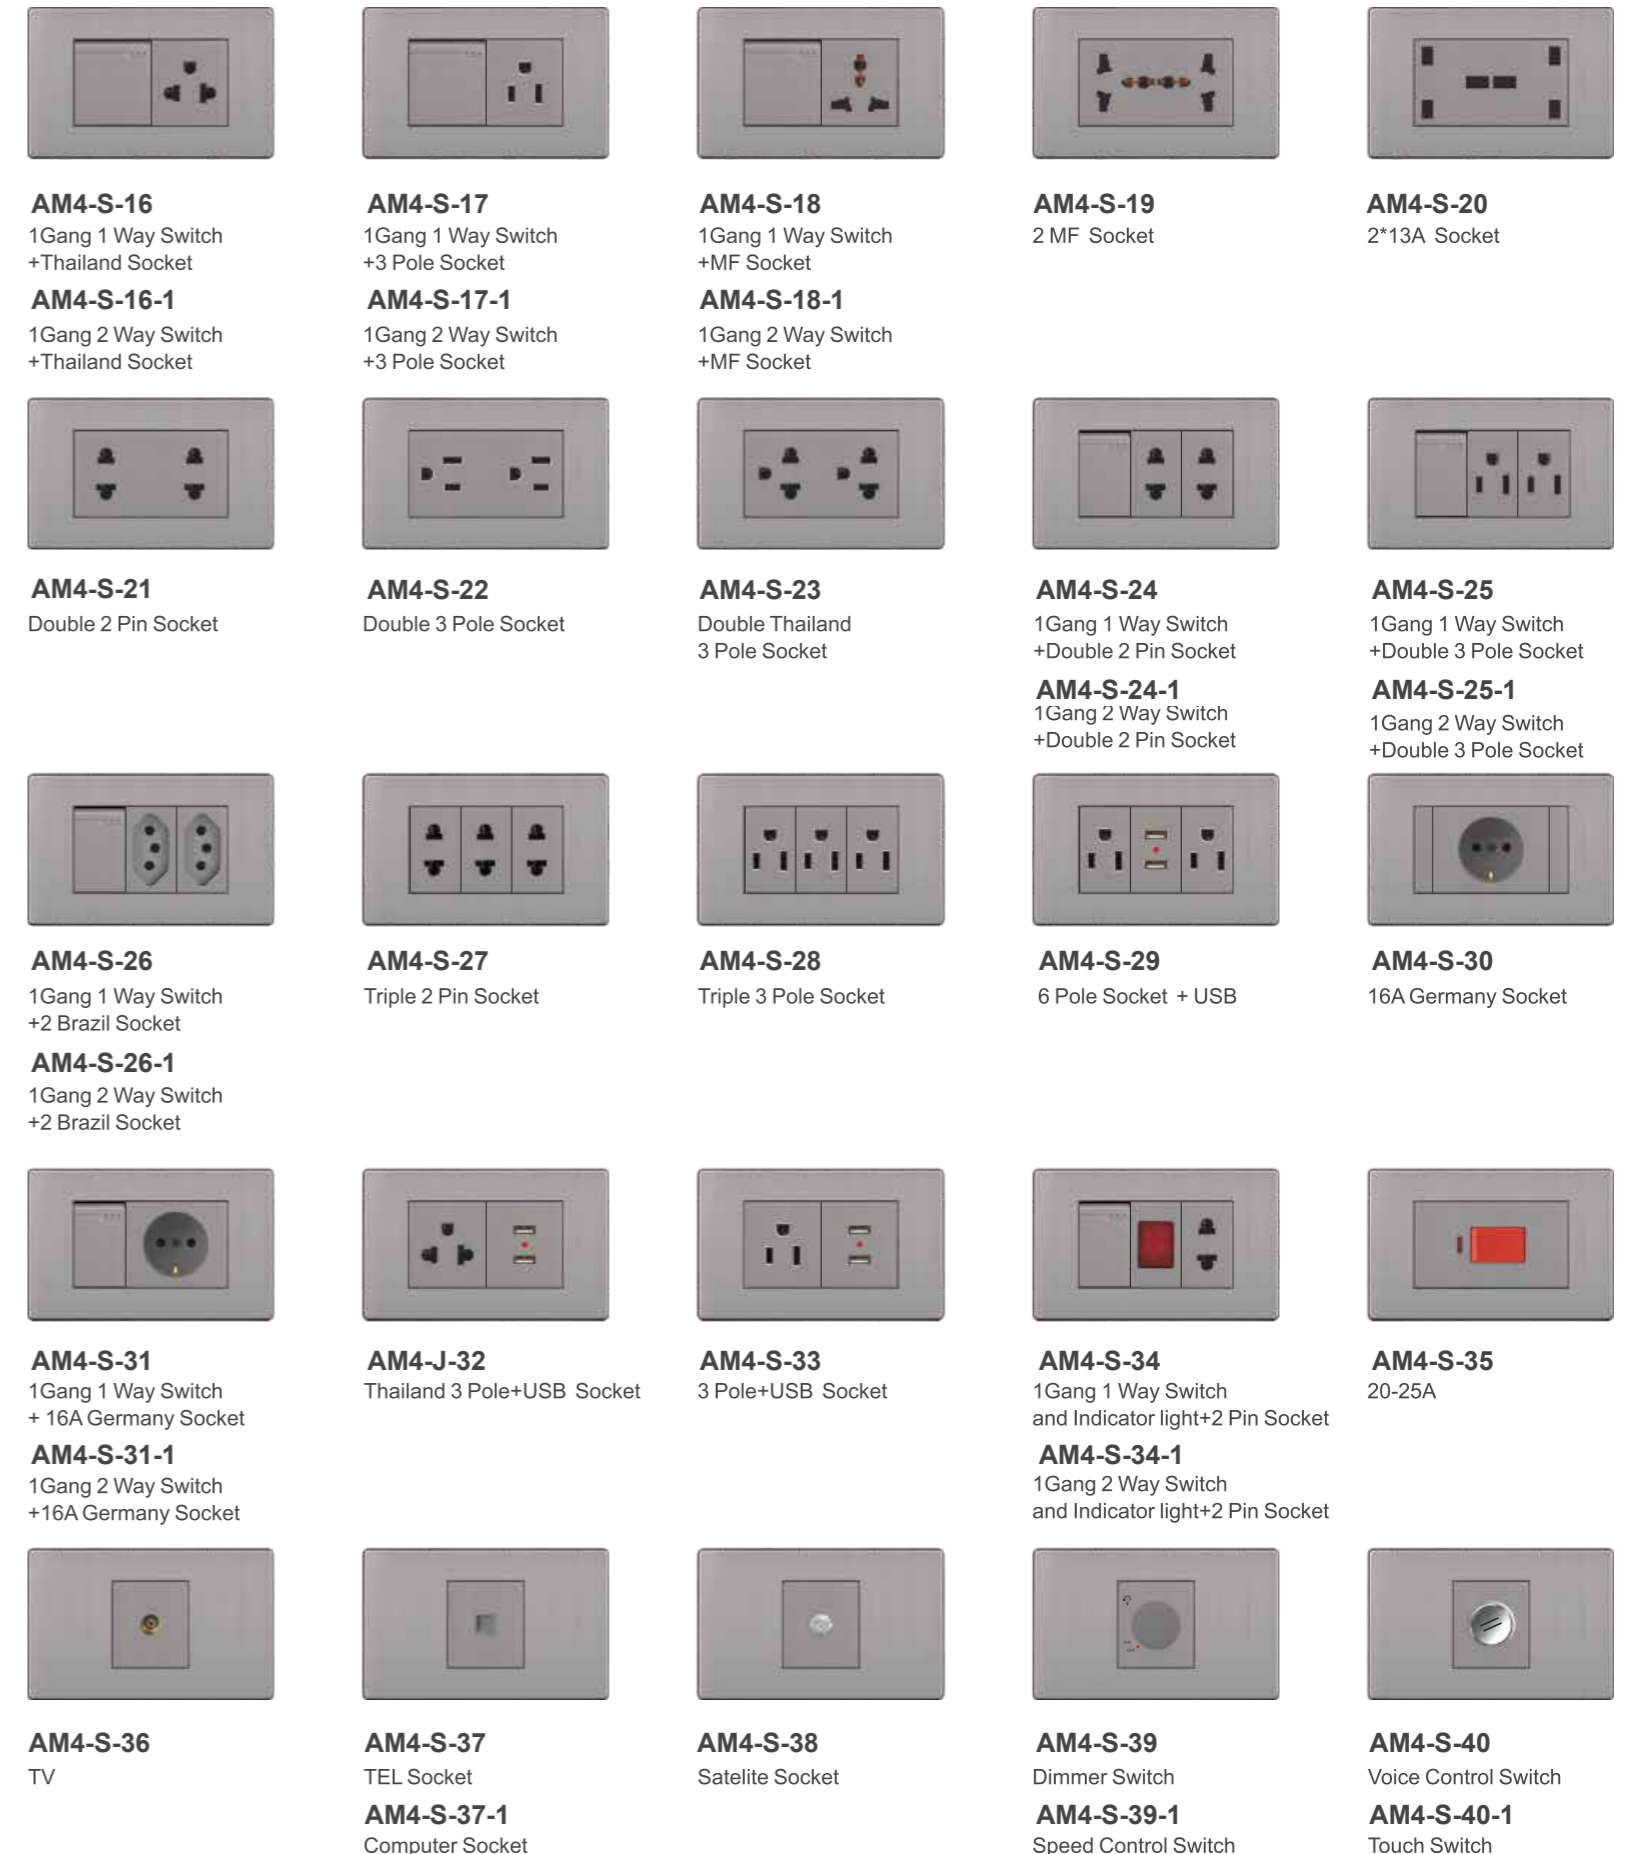 AM4-S-16
1Gang 1 Way Switch
+Thailand Socket
AM4-S-16-1
1Gang 2 Way Switch
+Thailand Socket
AM4-S-17
1Gang 1 Way Switch
+3 Pole Socket
AM4-S-17-1
1Gang 2 Way Switch
+3 Pole Socket
AM4-S-18
1Gang 1 Way Switch
+MF Socket
AM4-S-18-1
1Gang 2 Way Switch
+MF Socket
AM4-S-19
2 MF Socket
AM4-S-20
2*13A Socket
AM4-S-21
Double 2 Pin Socket
AM4-S-22
Double 3 Pole Socket
AM4-S-23
Double Thailand
3 Pole Socket
AM4-S-24
1Gang 1 Way Switch
+Double 2 Pin Socket
AM4-S-24-1
1Gang 2 Way Switch
+Double 2 Pin Socket
AM4-S-25
1Gang 1 Way Switch
+Double 3 Pole Socket
AM4-S-25-1
1Gang 2 Way Switch
+Double 3 Pole Socket
AM4-S-26
1Gang 1 Way Switch
+2 Brazil Socket
AM4-S-26-1
1Gang 2 Way Switch
+2 Brazil Socket
AM4-S-27
Triple 2 Pin Socket
AM4-S-28
Triple 3 Pole Socket
AM4-S-29
6 Pole Socket + USB
AM4-S-30
16A Germany Socket
AM4-S-31
1Gang 1 Way Switch
+ 16A Germany Socket
AM4-S-31-1
1Gang 2 Way Switch
+16A Germany Socket
AM4-J-32
Thailand 3 Pole+USB Socket
AM4-S-33
3 Pole+USB Socket
AM4-S-34
1Gang 1 Way Switch
and Indicator light+2 Pin Socket
AM4-S-34-1
1Gang 2 Way Switch
and Indicator light+2 Pin Socket
AM4-S-35
20-25A
AM4-S-36
TV
AM4-S-37
TEL Socket
AM4-S-37-1
Computer Socket
AM4-S-38
Satelite Socket
AM4-S-39
Dimmer Switch
AM4-S-39-1
Speed Control Switch
AM4-S-40
Voice Control Switch
AM4-S-40-1
Touch Switch